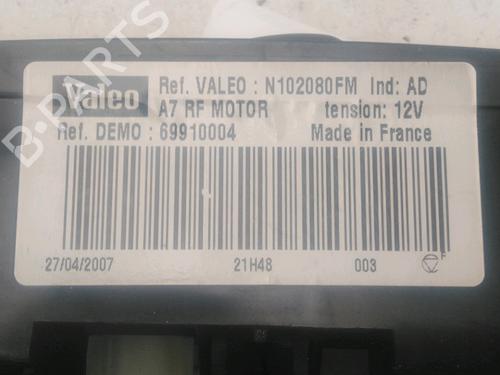 Valeo
Ref. VALEO : N102080FM Ind: AD
A7 RF MOTOR tension: 12V
Ref. DEMO : 69910004 Made in France
27/04/2007 21H48 003 F
B-PARTS